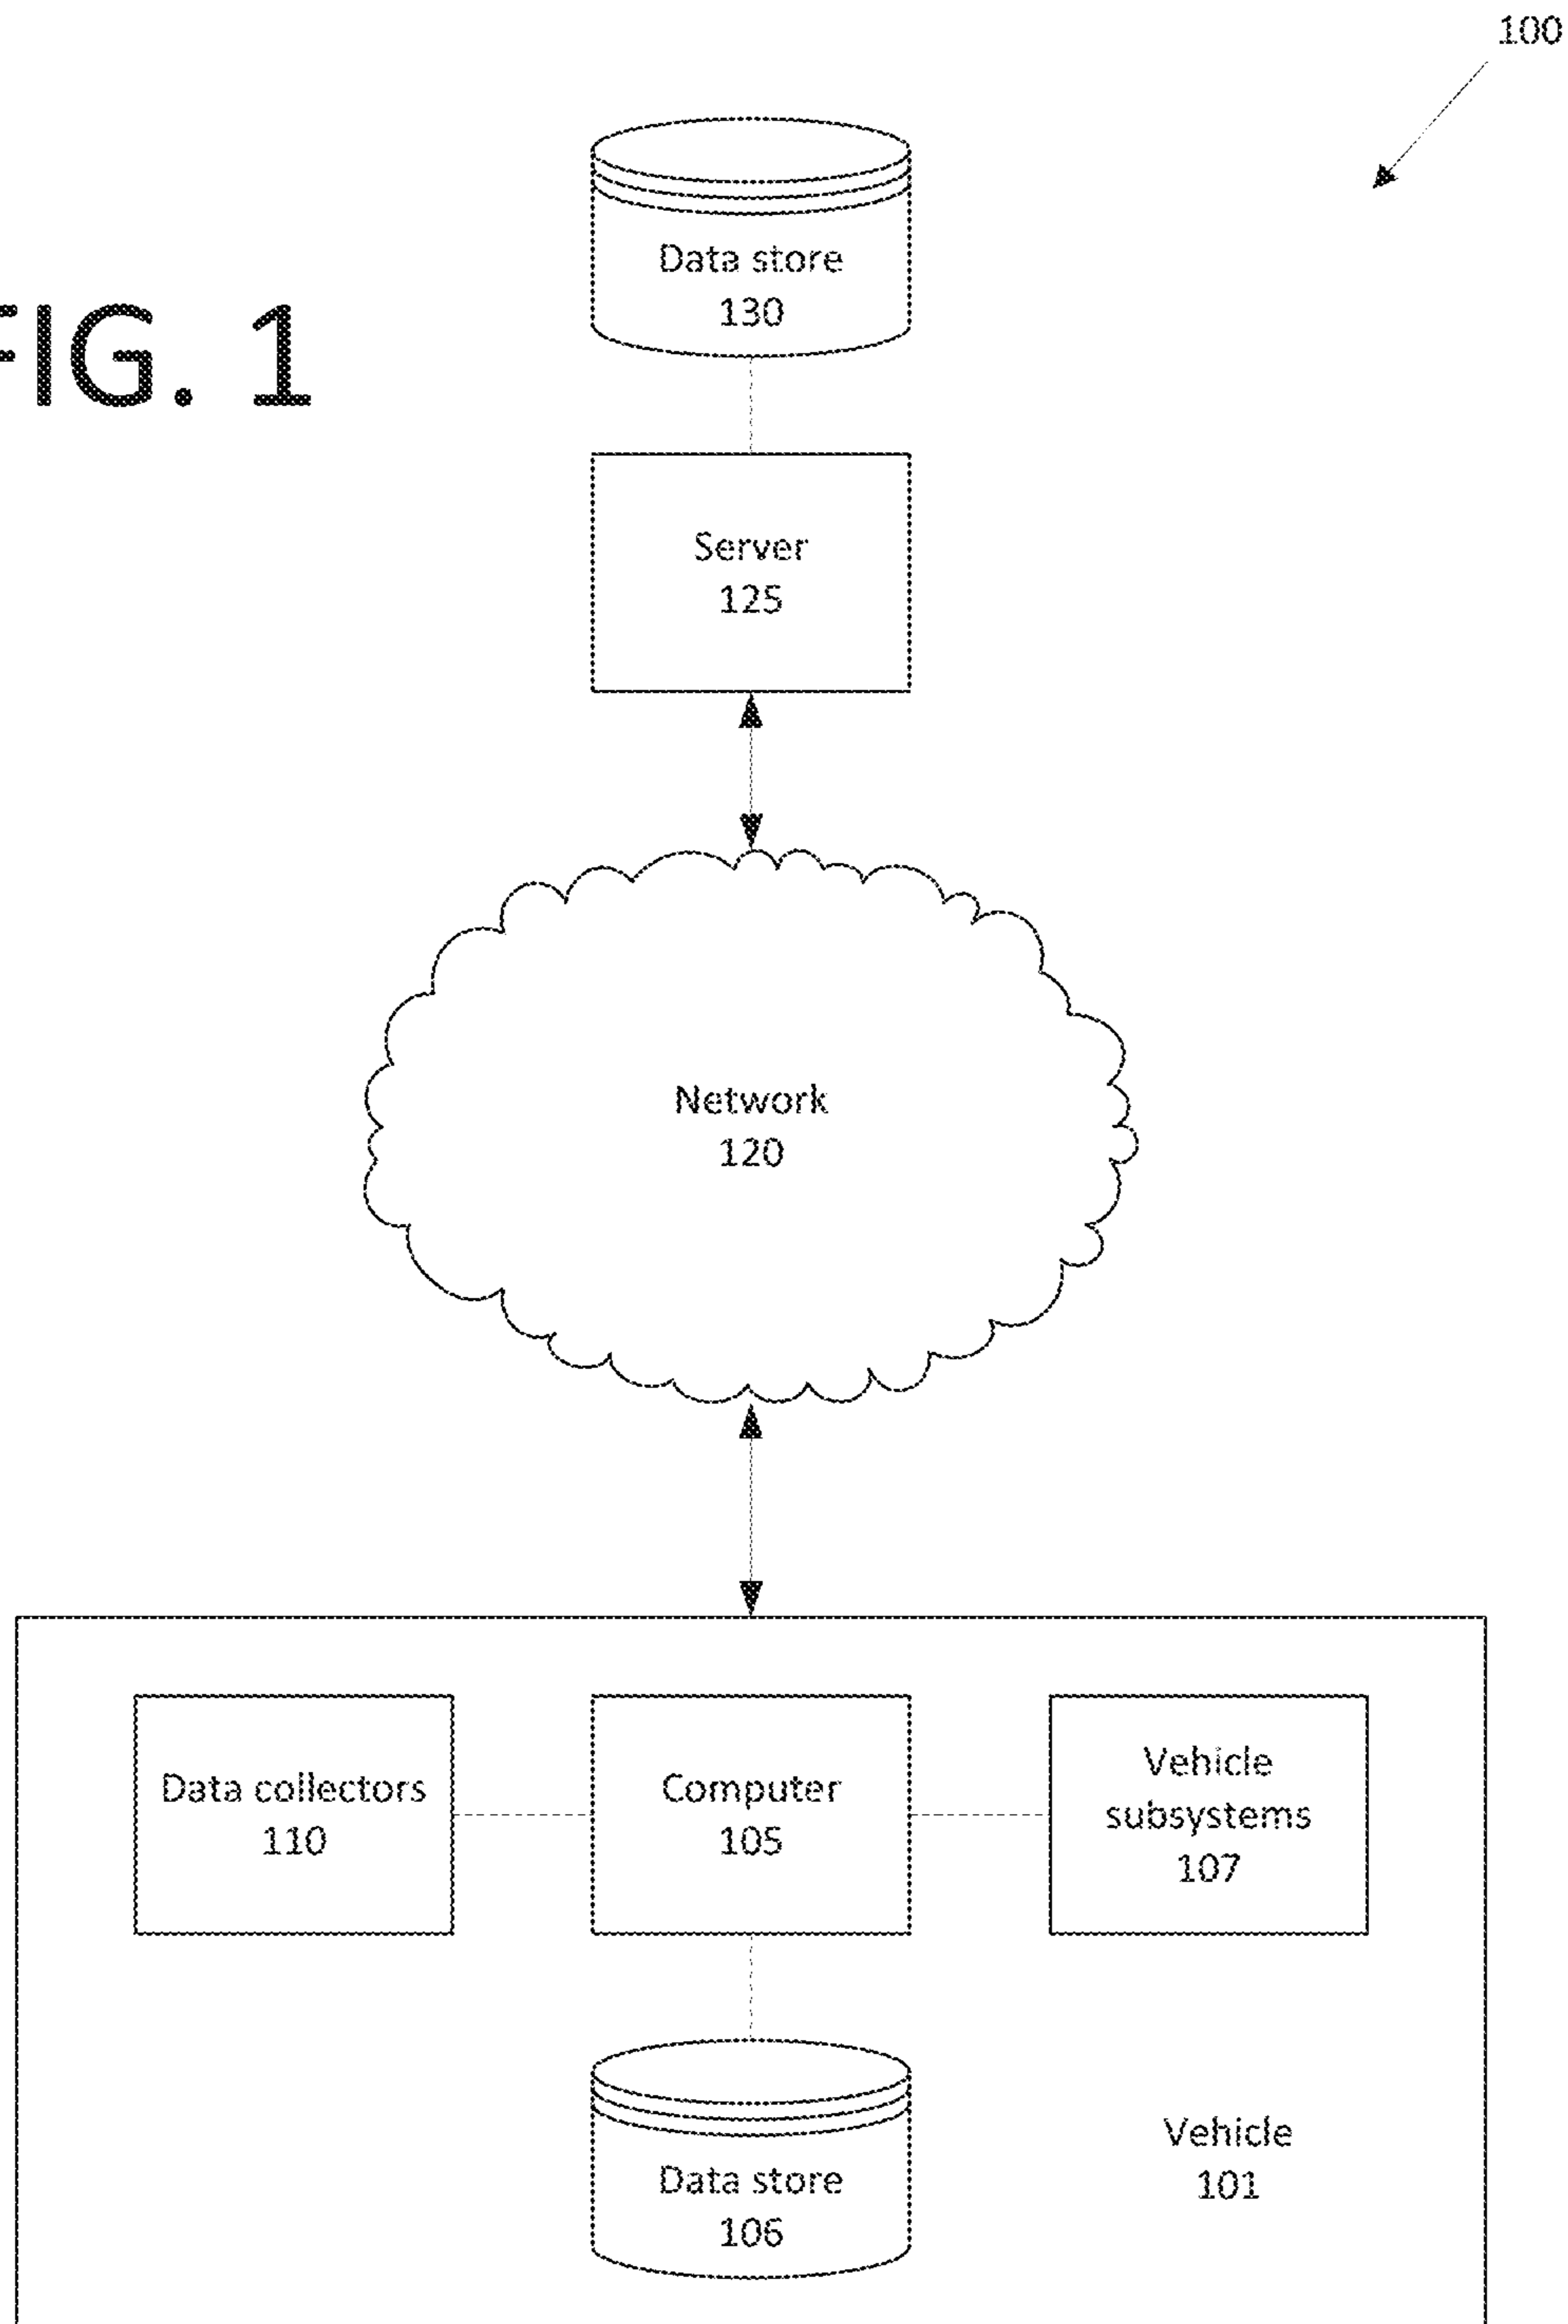 100
Data store
130
FIG. 1
Server
125
Network
120
Data collectors
110
Computer
105
Vehicle
subsystems
107
Vehicle
101
Data store
106